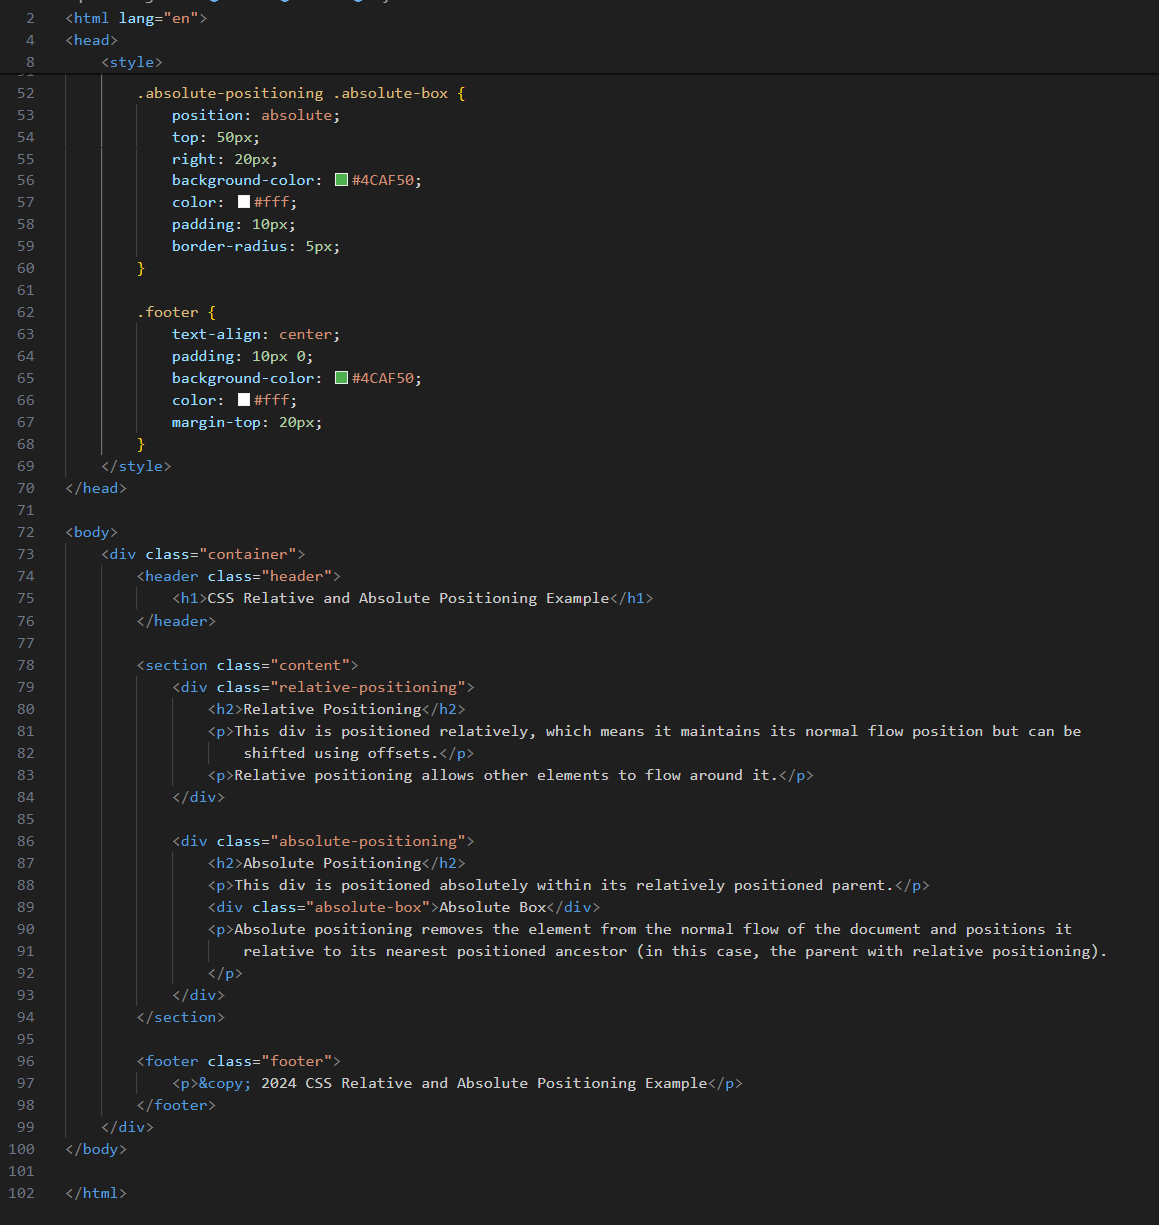 2 <html lang="en">
4 <head>
8 <style>
52 .absolute-positioning .absolute-box {
53 position: absolute;
54 top: 50px;
55 right: 20px;
56 background-color: #4CAF50;
57 color: #fff;
58 padding: 10px;
59 border-radius: 5px;
60 }
61
62 .footer {
63 text-align: center;
64 padding: 10px 0;
65 background-color: #4CAF50;
66 color: #fff;
67 margin-top: 20px;
68 }
69 </style>
70 </head>
71
72 <body>
73 <div class="container">
74 <header class="header">
75 <h1>CSS Relative and Absolute Positioning Example</h1>
76 </header>
77
78 <section class="content">
79 <div class="relative-positioning">
80 <h2>Relative Positioning</h2>
81 <p>This div is positioned relatively, which means it maintains its normal flow position but can be
82 shifted using offsets.</p>
83 <p>Relative positioning allows other elements to flow around it.</p>
84 </div>
85
86 <div class="absolute-positioning">
87 <h2>Absolute Positioning</h2>
88 <p>This div is positioned absolutely within its relatively positioned parent.</p>
89 <div class="absolute-box">Absolute Box</div>
90 <p>Absolute positioning removes the element from the normal flow of the document and positions it
91 relative to its nearest positioned ancestor (in this case, the parent with relative positioning).
92 </p>
93 </div>
94 </section>
95
96 <footer class="footer">
97 <p>&copy; 2024 CSS Relative and Absolute Positioning Example</p>
98 </footer>
99 </div>
100 </body>
101
102 </html>